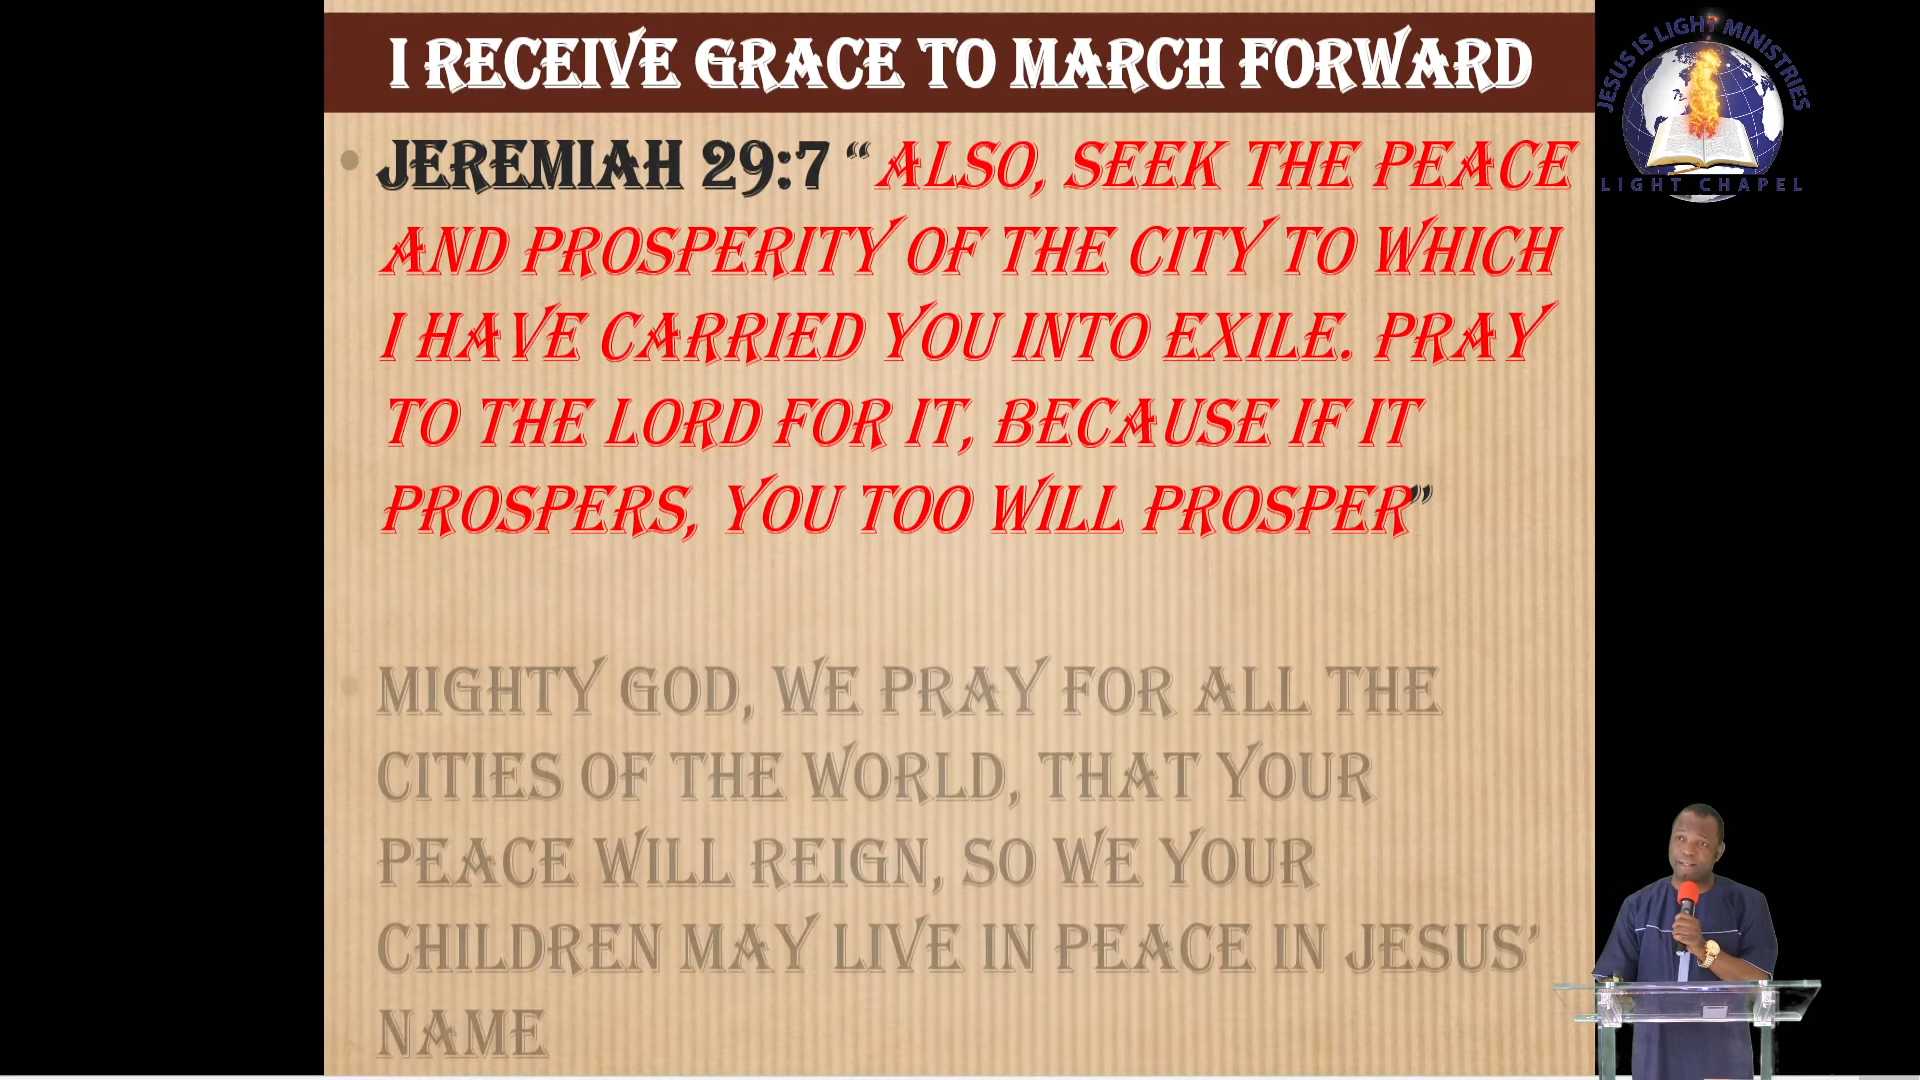 I RECEIVE GRACE TO MARCH FORWARD
JEREMIAH 29:7 “ ALSO, SEEK THE PEACE
AND PROSPERITY OF THE CITY TO WHICH
I HAVE CARRIED YOU INTO EXILE. PRAY
TO THE LORD FOR IT, BECAUSE IF IT
PROSPERS, YOU TOO WILL PROSPER”
MIGHTY GOD, WE PRAY FOR ALL THE
CITIES OF THE WORLD, THAT YOUR
PEACE WILL REIGN, SO WE YOUR
CHILDREN MAY LIVE IN PEACE IN JESUS’
NAME
JESUS IS LIGHT MINISTRIES
LIGHT CHAPEL